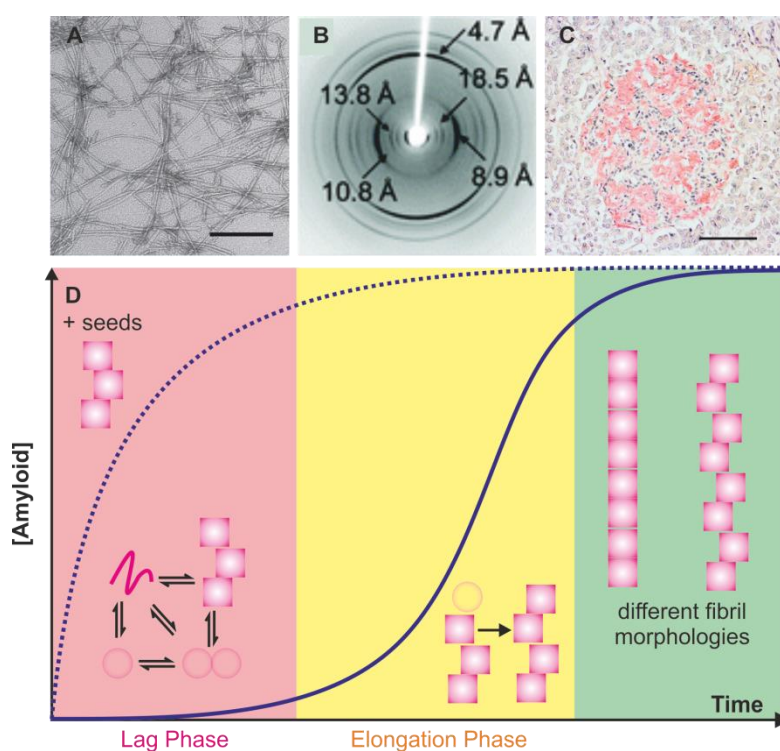 A
B
C
4.7 Å
13.8 Å
18.5 Å
10.8 Å
8.9 Å
D
+ seeds
[Amyloid]
different fibril
morphologies
Time
Lag Phase
Elongation Phase